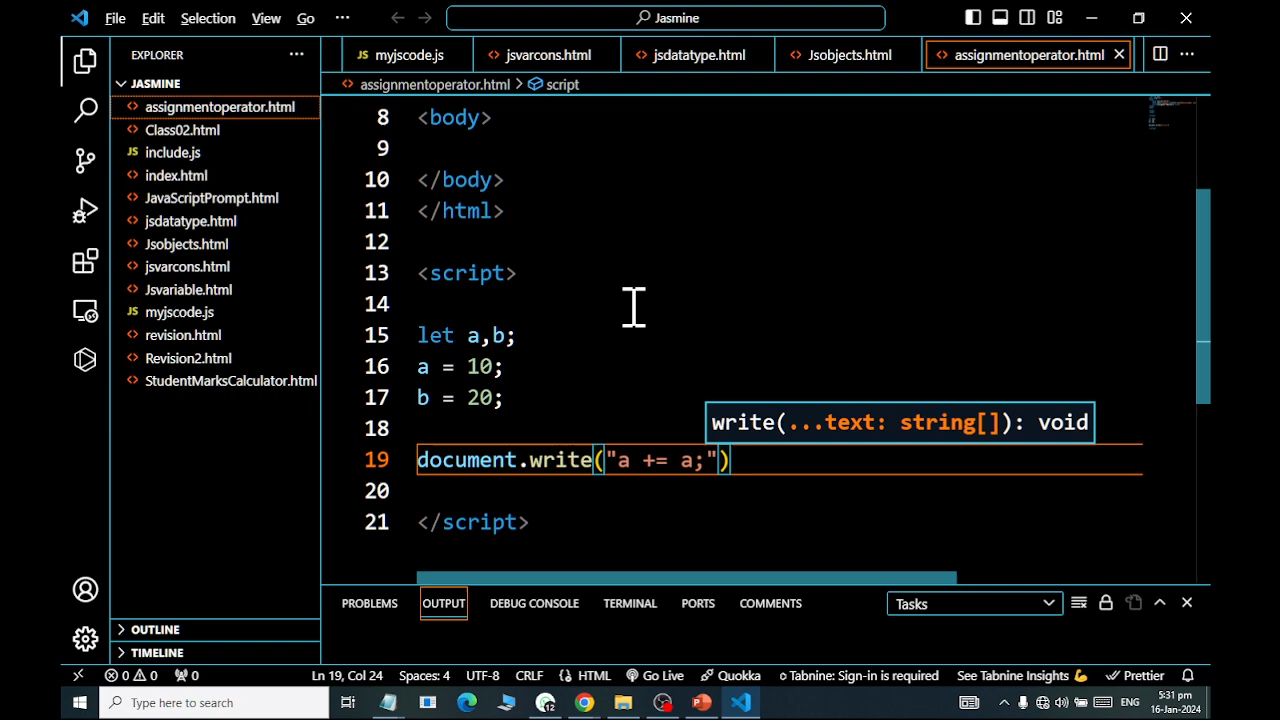 File Edit Selection View Go ··· Jasmine
EXPLORER ···
myjscode.js jsvarcons.html jsdatatype.html Jsobjects.html assignmentoperator.html
assignmentoperator.html > script
JASMINE
assignmentoperator.html
Class02.html
include.js
index.html
JavaScriptPrompt.html
jsdatatype.html
Jsobjects.html
jsvarcons.html
Jsvariable.html
myjscode.js
revision.html
Revision2.html
StudentMarksCalculator.html
OUTLINE
TIMELINE
8 <body>
9
10 </body>
11 </html>
12
13 <script>
14
15 let a,b;
16 a = 10;
17 b = 20;
18
write(...text: string[]): void
19 document.write("a += a;")
20
21 </script>
PROBLEMS OUTPUT DEBUG CONSOLE TERMINAL PORTS COMMENTS Tasks
0 0 0 Ln 19, Col 24 Spaces: 4 UTF-8 CRLF HTML Go Live Quokka Tabnine: Sign-in is required See Tabnine Insights 💪 Prettier
Type here to search
ENG
5:31 pm
16-Jan-2024